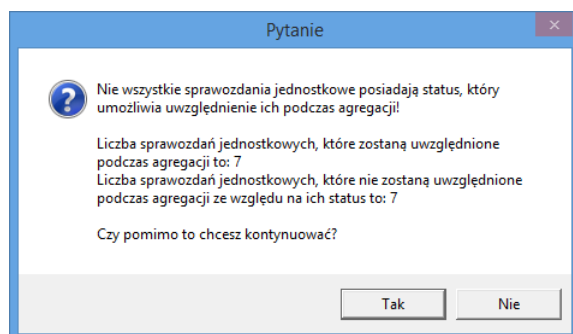 Pytanie
Nie wszystkie sprawozdania jednostkowe posiadają status, który
umożliwia uwzględnienie ich podczas agregacji!
Liczba sprawozdań jednostkowych, które zostaną uwzględnione
podczas agregacji to: 7
Liczba sprawozdań jednostkowych, które nie zostaną uwzględnione
podczas agregacji ze względu na ich status to: 7
Czy pomimo to chcesz kontynuować?
Tak
Nie